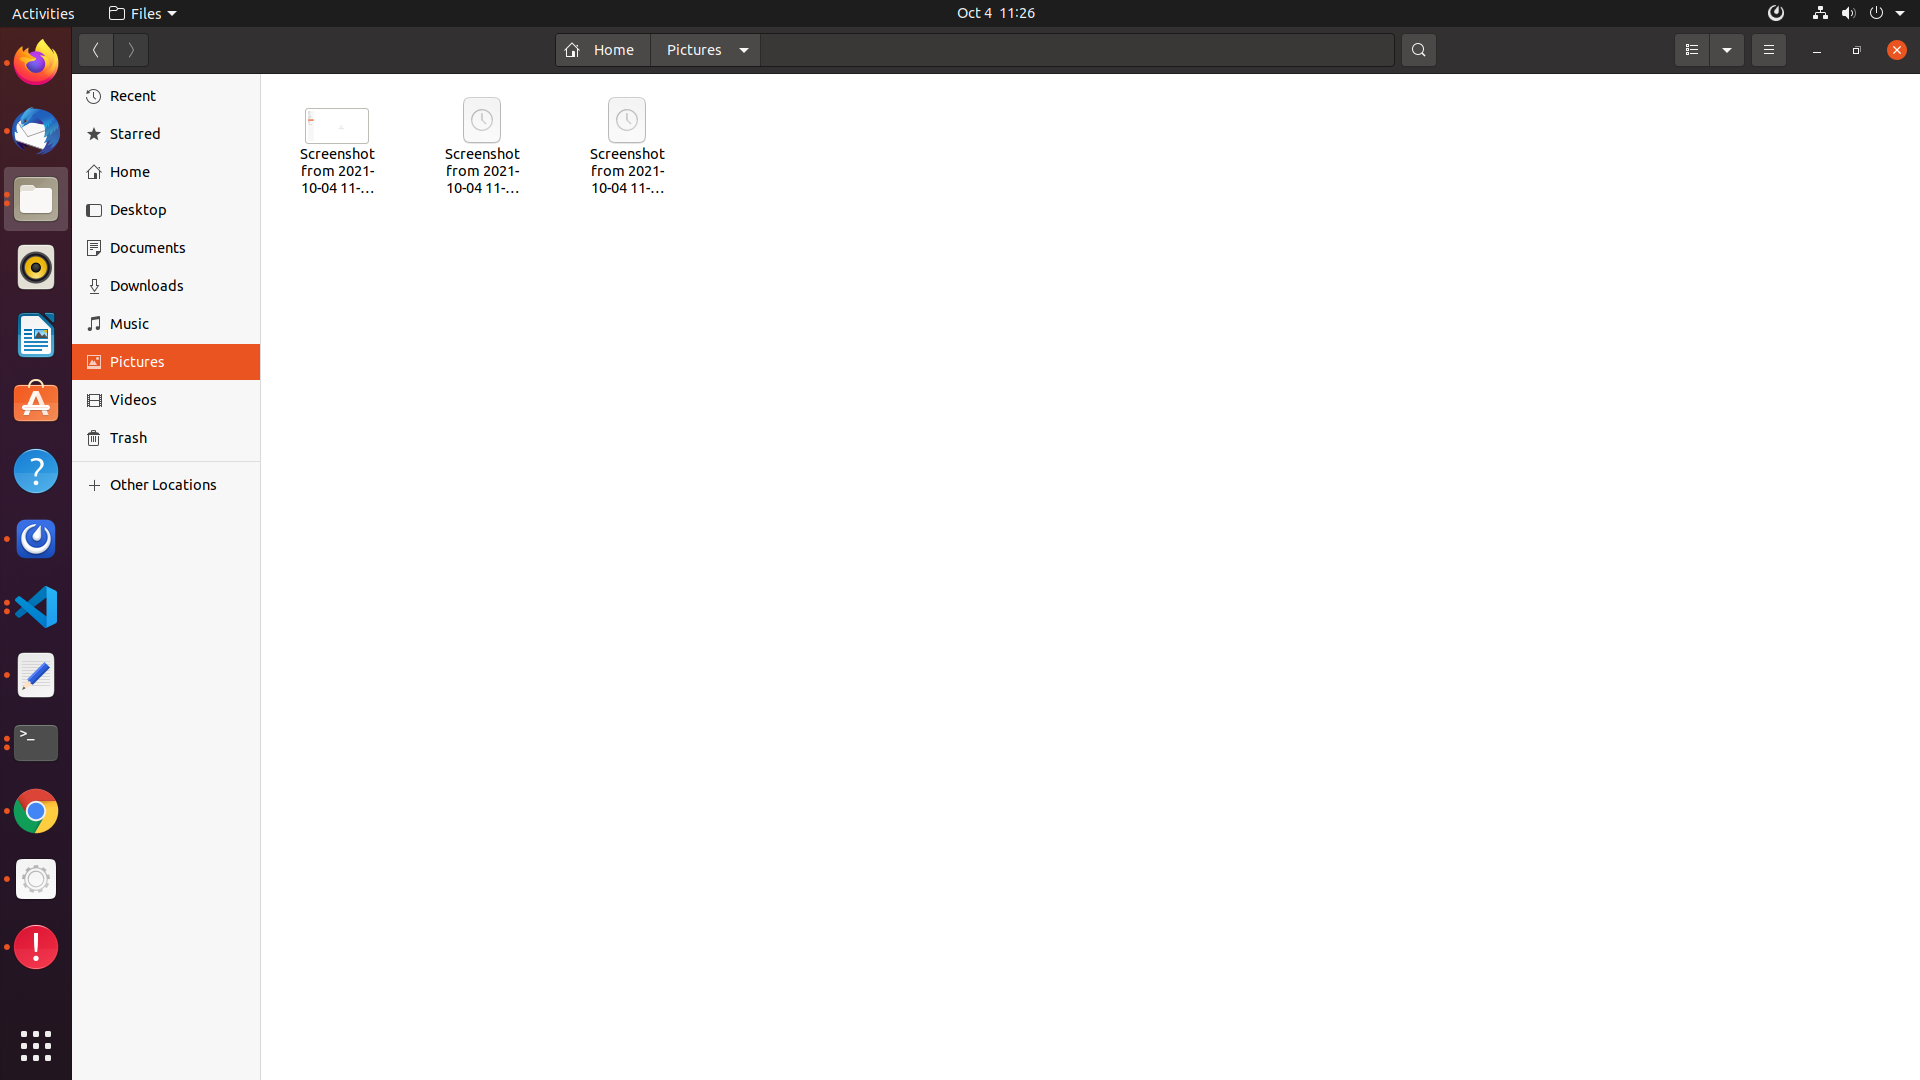 Activities
Files
Oct 4 11:26
Home
Pictures
Recent
Starred
Home
Desktop
Documents
Downloads
Music
Pictures
Videos
Trash
Other Locations
Screenshot
from 2021-
10-04 11-…
Screenshot
from 2021-
10-04 11-…
Screenshot
from 2021-
10-04 11-…